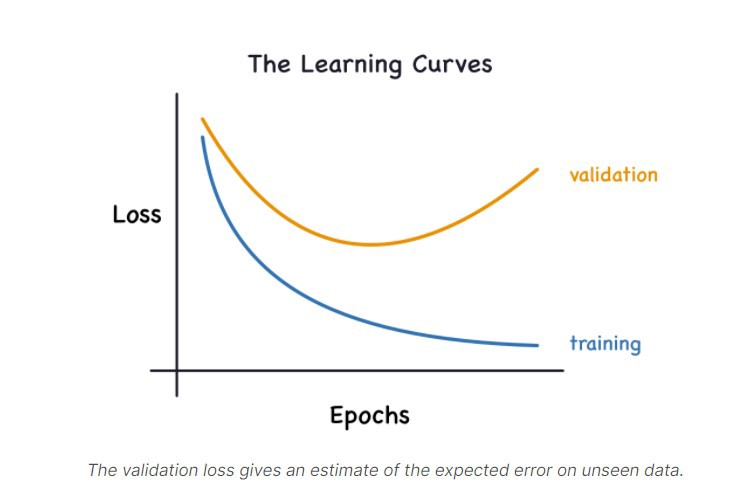 The Learning Curves
validation
Loss
training
Epochs
The validation loss gives an estimate of the expected error on unseen data.